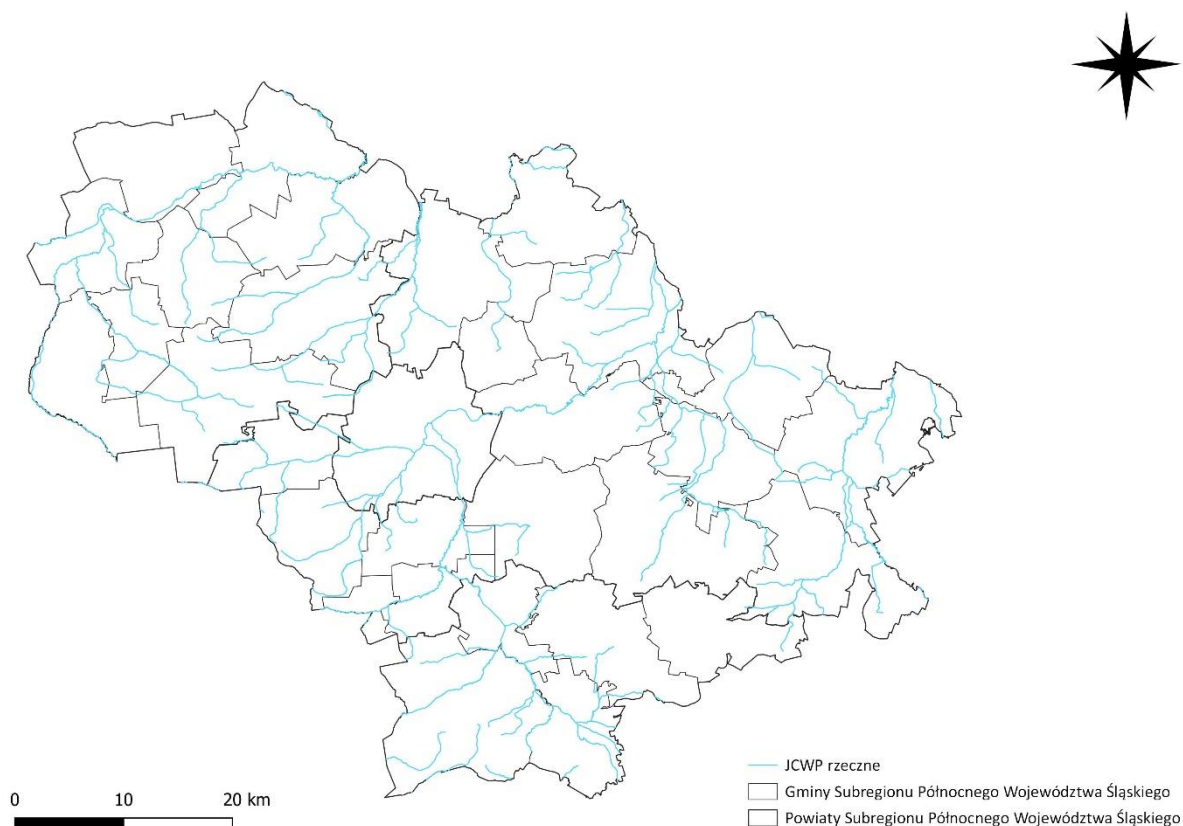 JCWP rzeczne
Gminy Subregionu Północnego Województwa Śląskiego
Powiaty Subregionu Północnego Województwa Śląskiego
0 10 20 km